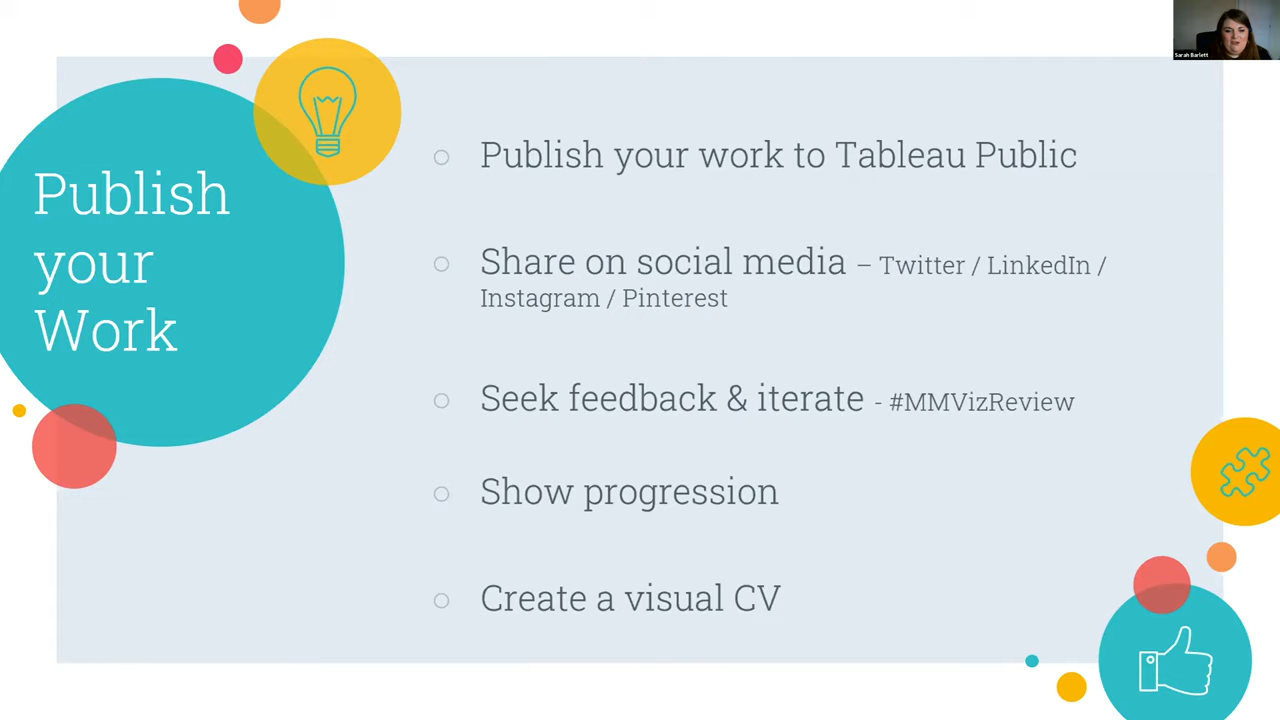 Publish
your
Work
Publish your work to Tableau Public
Share on social media – Twitter / LinkedIn /
Instagram / Pinterest
Seek feedback & iterate - #MMVizReview
Show progression
Create a visual CV
Sarah Barlett